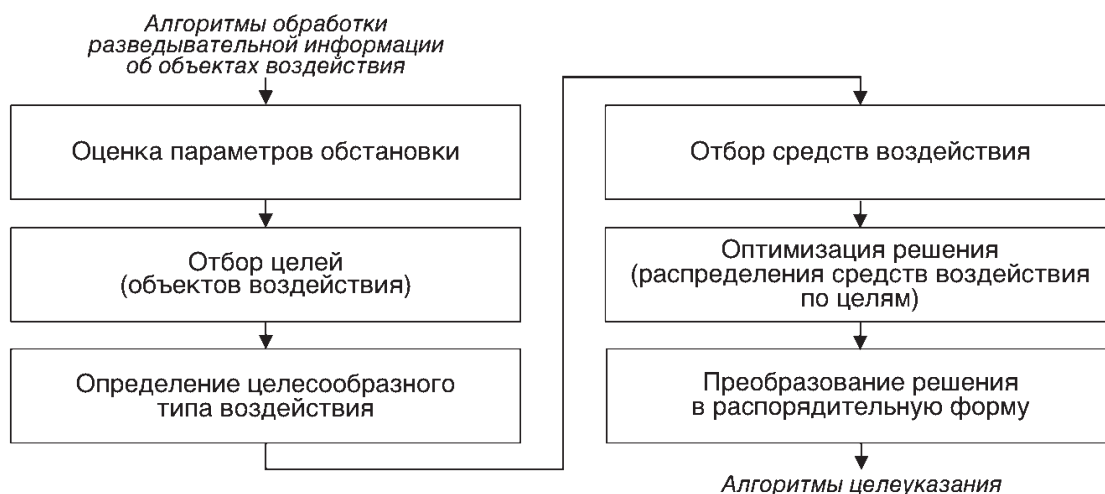 Алгоритмы обработки
разведывательной информации
об объектах воздействия
Оценка параметров обстановки
Отбор целей
(объектов воздействия)
Определение целесообразного
типа воздействия
Отбор средств воздействия
Оптимизация решения
(распределения средств воздействия
по целям)
Преобразование решения
в распорядительную форму
Алгоритмы целеуказания